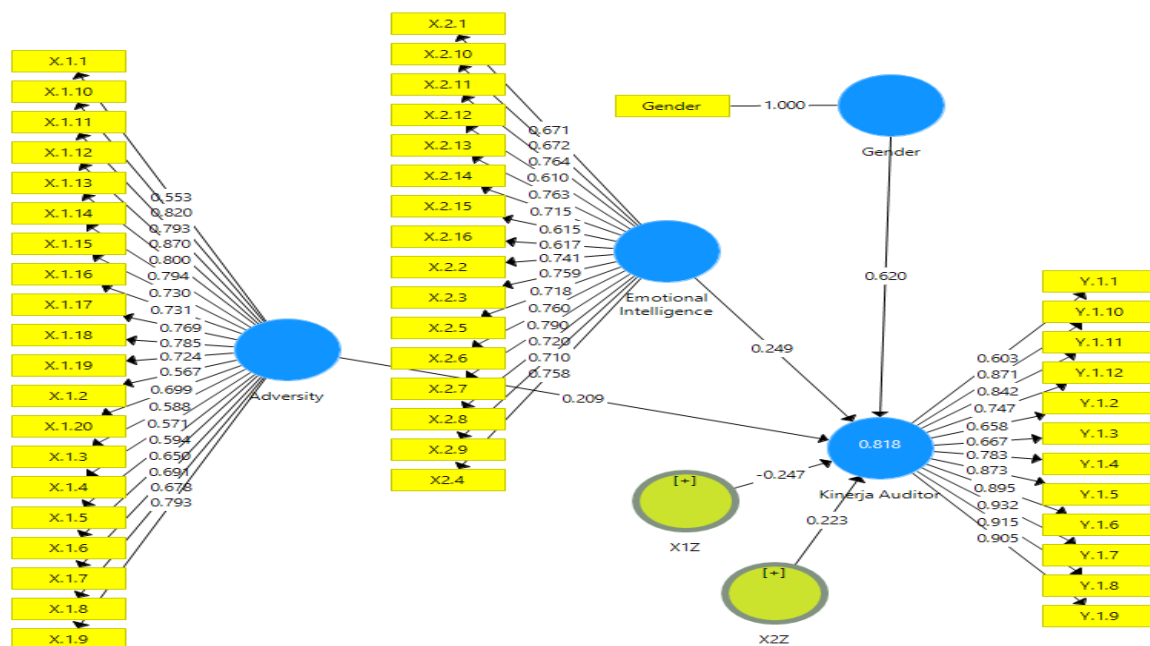 X.1.1
X.1.10
X.1.11
X.1.12
X.1.13
X.1.14
X.1.15
X.1.16
X.1.17
X.1.18
X.1.19
X.1.2
X.1.20
X.1.3
X.1.4
X.1.5
X.1.6
X.1.7
X.1.8
X.1.9
0.553
0.820
0.793
0.870
0.800
0.794
0.730
0.731
0.769
0.785
0.724
0.567
0.699
0.588
0.571
0.594
0.650
0.691
0.678
0.793
Adversity
X.2.1
X.2.10
X.2.11
X.2.12
X.2.13
X.2.14
X.2.15
X.2.16
X.2.2
X.2.3
X.2.5
X.2.6
X.2.7
X.2.8
X.2.9
X2.4
0.671
0.672
0.764
0.610
0.763
0.715
0.615
0.617
0.741
0.759
0.718
0.760
0.790
0.720
0.710
0.758
Emotional
Intelligence
Gender
1.000
Gender
0.620
0.249
0.209
-0.247
0.223
[+]
X1Z
[+]
X2Z
0.818
Kinerja Auditor
0.603
0.871
0.842
0.747
0.658
0.667
0.783
0.873
0.895
0.932
0.915
0.905
Y.1.1
Y.1.10
Y.1.11
Y.1.12
Y.1.2
Y.1.3
Y.1.4
Y.1.5
Y.1.6
Y.1.7
Y.1.8
Y.1.9